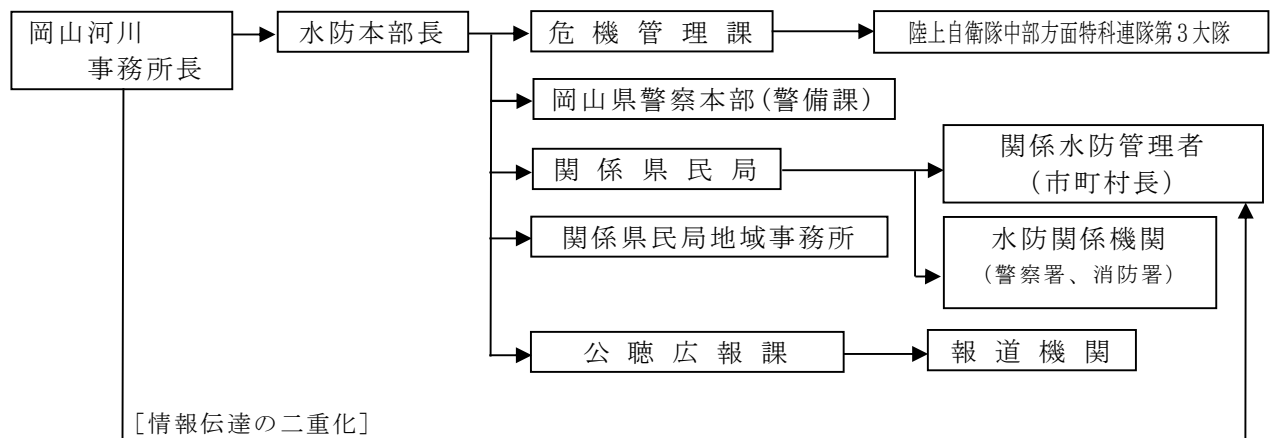 岡山河川
事務所長
水防本部長
危機管理課
陸上自衛隊中部方面特科連隊第3大隊
岡山県警察本部(警備課)
関係県民局
関係水防管理者
(市町村長)
関係県民局地域事務所
水防関係機関
(警察署、消防署)
公聴広報課
報道機関
[情報伝達の二重化]